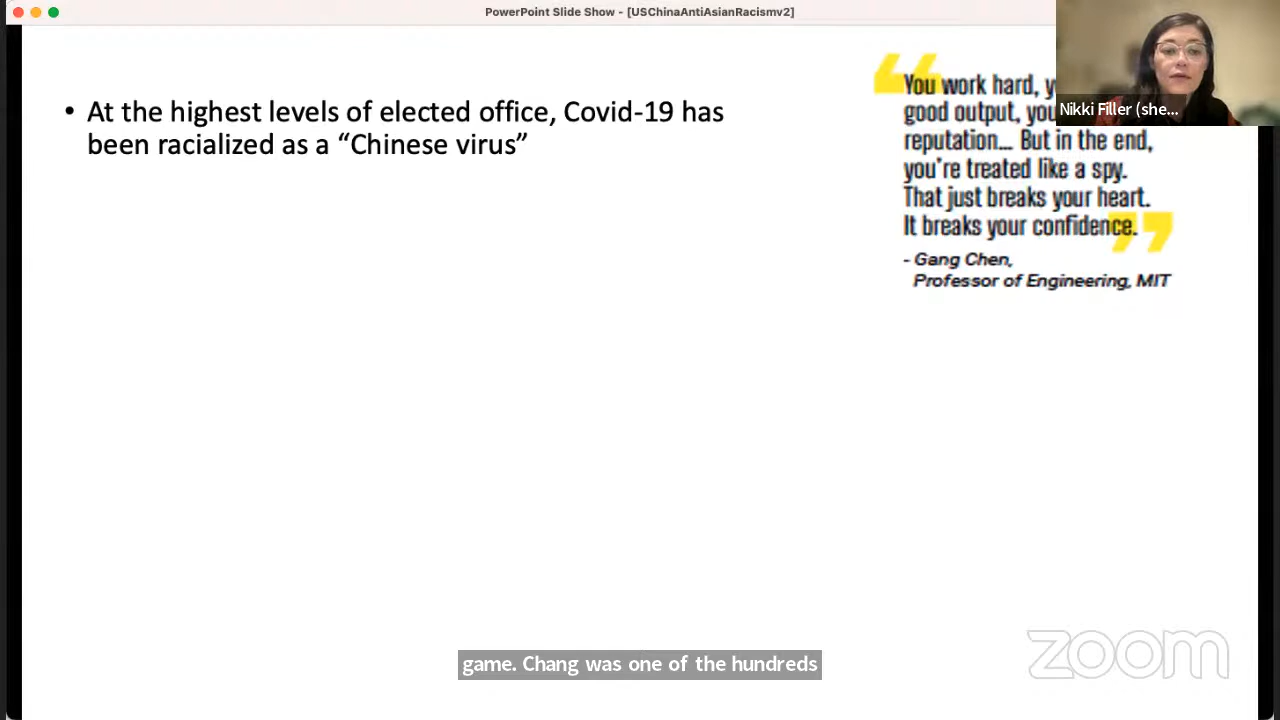 PowerPoint Slide Show - [USChinaAntiAsianRacismv2]
• At the highest levels of elected office, Covid-19 has
been racialized as a “Chinese virus”
“You work hard,
good output,
reputation... But in the end,
you’re treated like a spy.
That just breaks your heart.
It breaks your confidence.”
- Gang Chen,
Professor of Engineering, MIT
Nikki Filler (she...
game. Chang was one of the hundreds
zoom